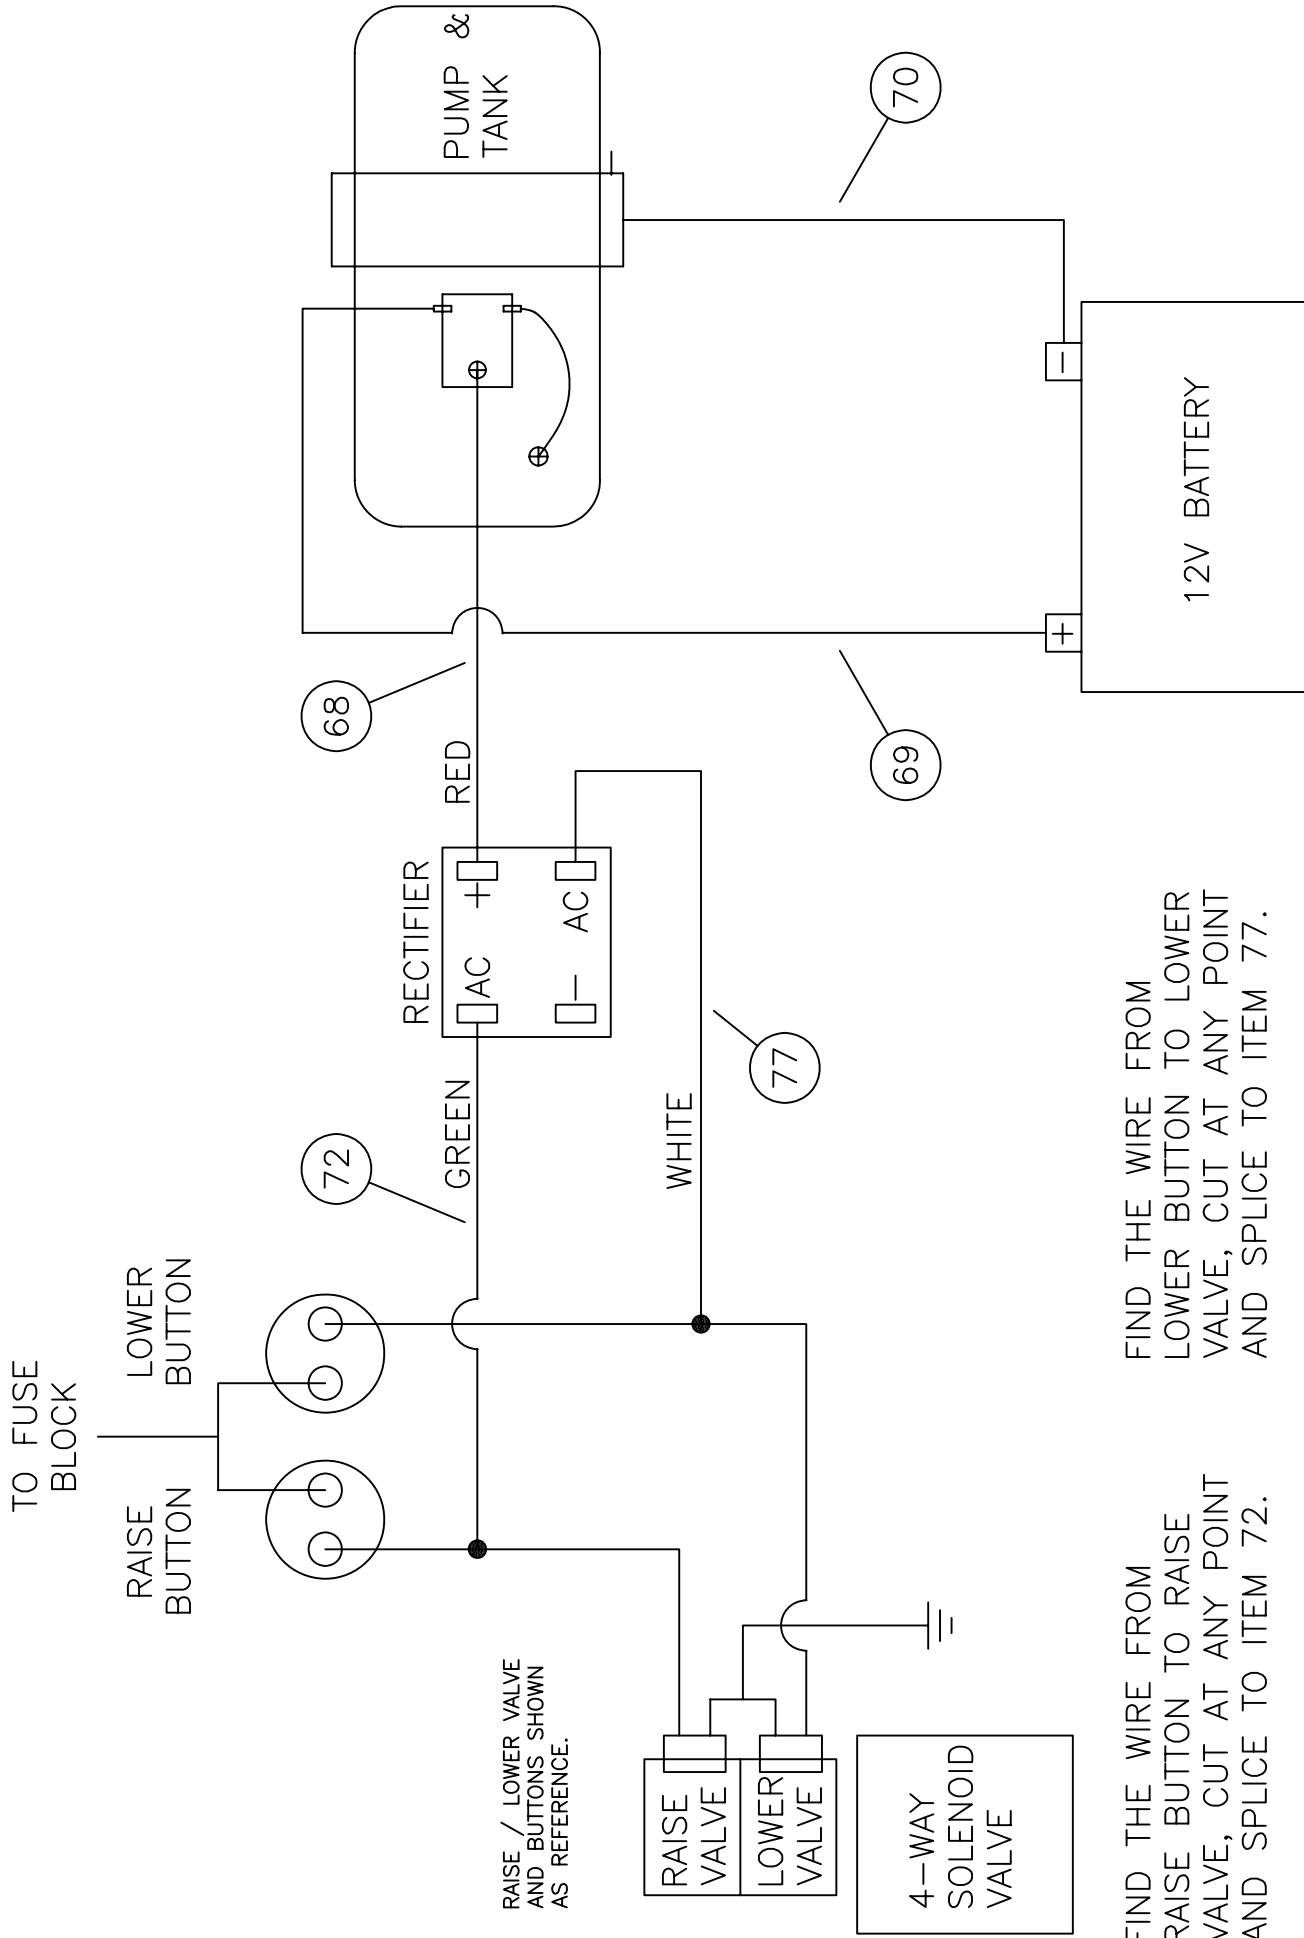 TO FUSE
BLOCK
RAISE
BUTTON
LOWER
BUTTON
72
GREEN
RECTIFIER
AC
+
-
AC
RED
68
PUMP &
TANK
-
WHITE
77
69
70
+
-
12V BATTERY
RAISE / LOWER VALVE
AND BUTTONS SHOWN
AS REFERENCE.
RAISE
VALVE
LOWER
VALVE
4-WAY
SOLENOID
VALVE
FIND THE WIRE FROM
RAISE BUTTON TO RAISE
VALVE, CUT AT ANY POINT
AND SPLICE TO ITEM 72.
FIND THE WIRE FROM
LOWER BUTTON TO LOWER
VALVE, CUT AT ANY POINT
AND SPLICE TO ITEM 77.